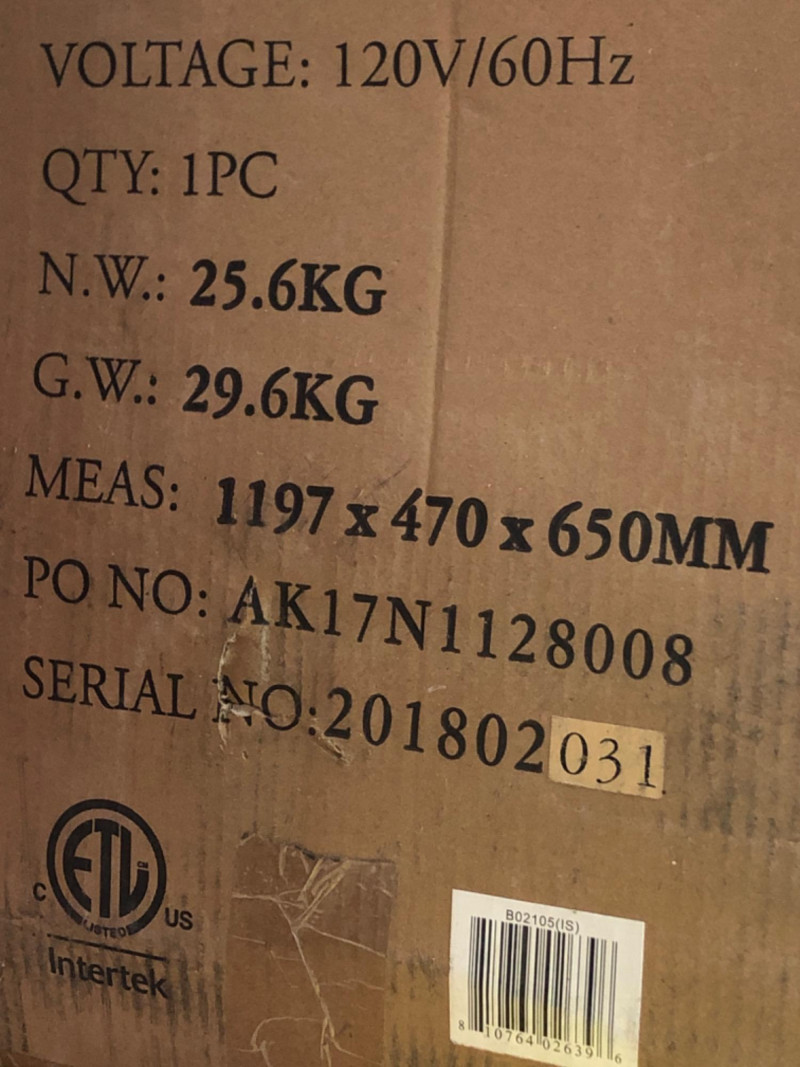 VOLTAGE: 120V/60Hz
QTY: 1PC
N.W.: 25.6KG
G.W.: 29.6KG
MEAS: 1197 x 470 x 650MM
PO NO: AK17N1128008
SERIAL NO:201802031
ETL CM
C US
LISTED
Intertek
B02105(IS)
8 10764 02639 6